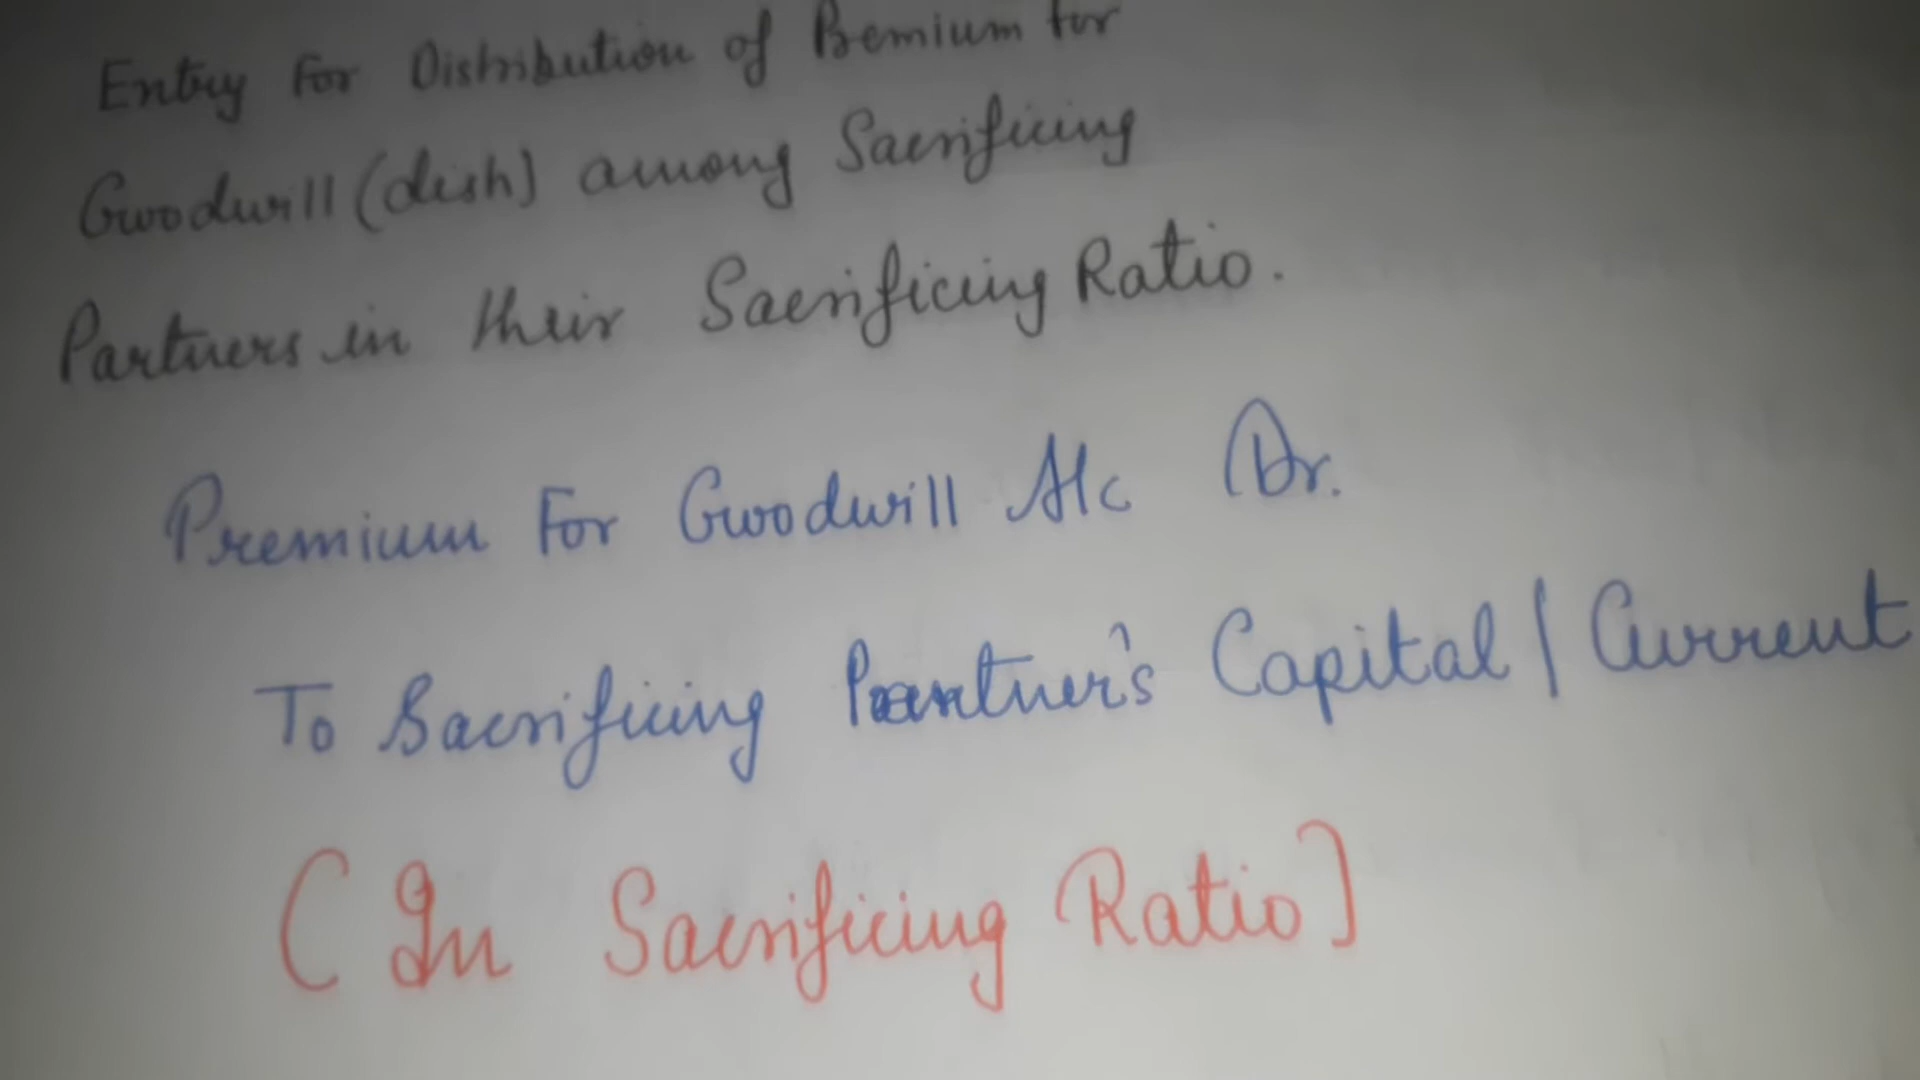 Entry For Distribution of Premium for
Goodwill (dish) among Sacrificing
Partners in their Sacrificing Ratio.
Premium For Goodwill A/c Dr.
To Sacrificing Partner's Capital / Current
( In Sacrificing Ratio ]